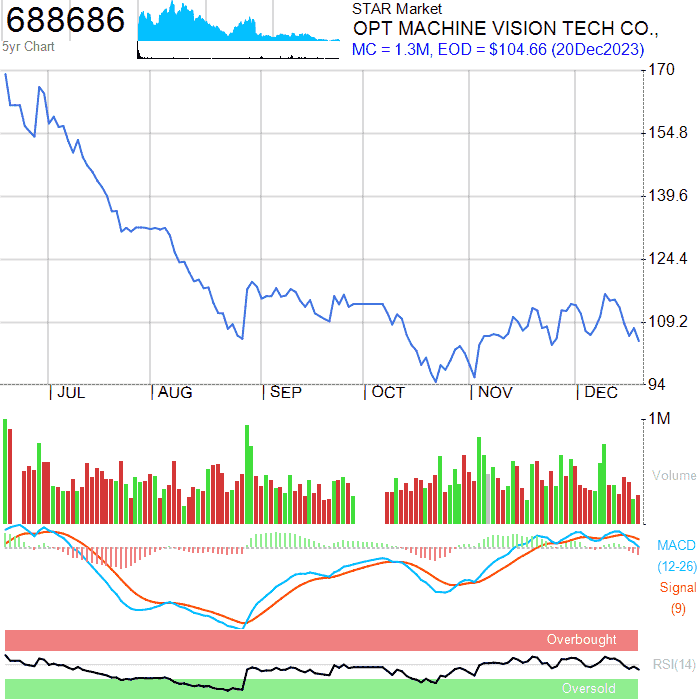 688686
5yr Chart
STAR Market
OPT MACHINE VISION TECH CO.,
MC = 1.3M, EOD = $104.66 (20Dec2023)
170
154.8
139.6
124.4
109.2
94
JUL AUG SEP OCT NOV DEC
1M
Volume
MACD
(12-26)
Signal
(9)
Overbought
RSI(14)
Oversold